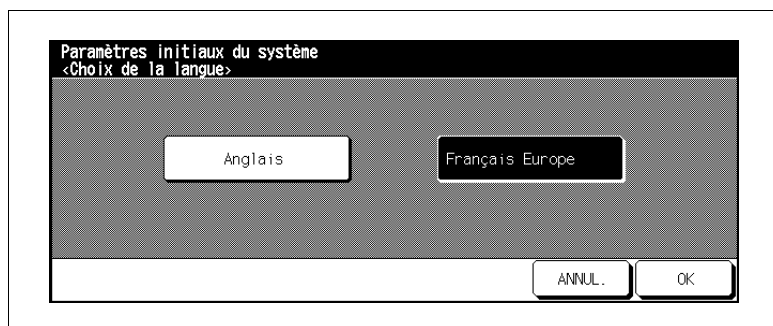 Paramètres initiaux du système
<Choix de la langue>
Anglais
Français Europe
ANNUL.
OK